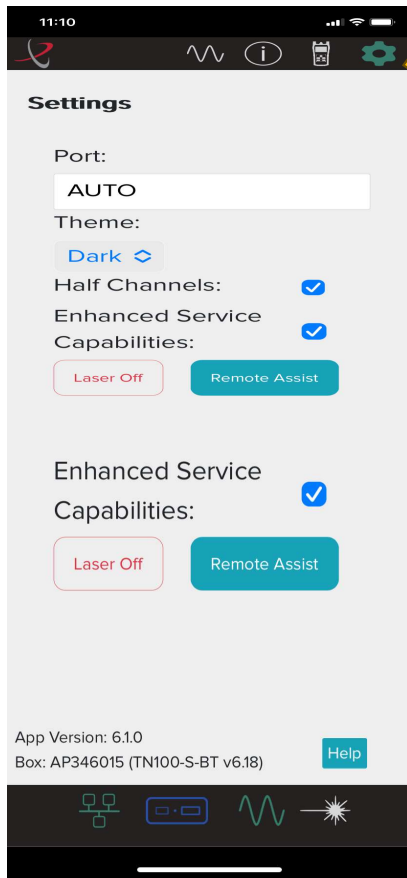 11:10
Settings
Port:
AUTO
Theme:
Dark
Half Channels:
Enhanced Service
Capabilities:
Laser Off
Remote Assist
Enhanced Service
Capabilities:
Laser Off
Remote Assist
App Version: 6.1.0
Box: AP346015 (TN100-S-BT v6.18)
Help